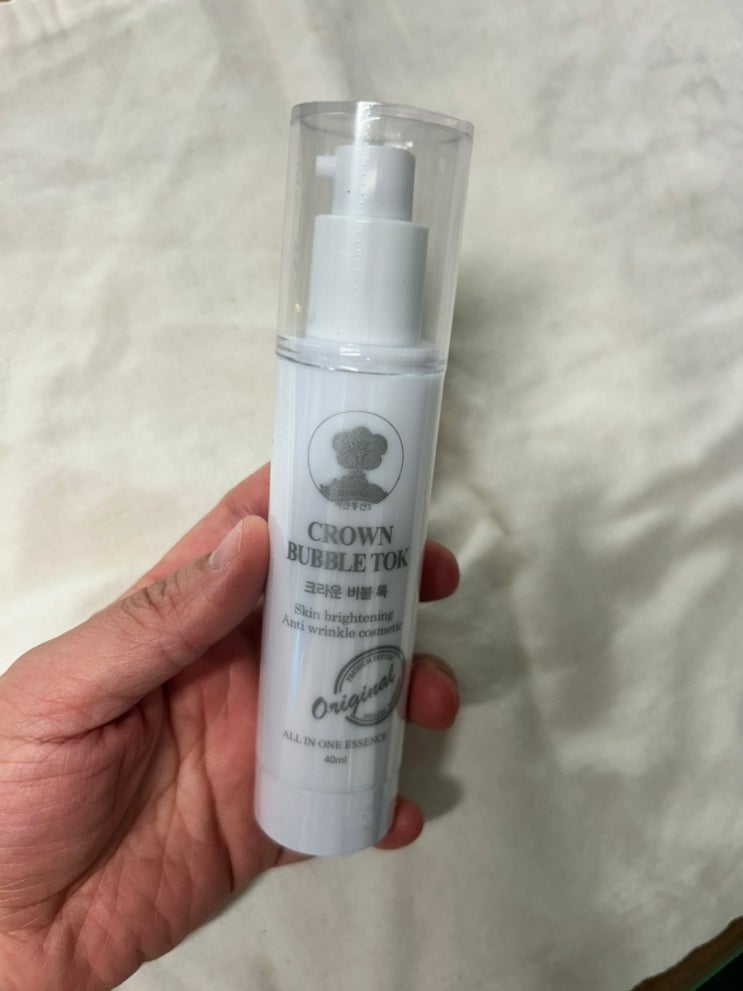 CROWN
BUBBLE TOK
크라운 버블 톡
Skin brightening
Anti wrinkle cosmetic
Original
ALL IN ONE ESSENCE
40ml